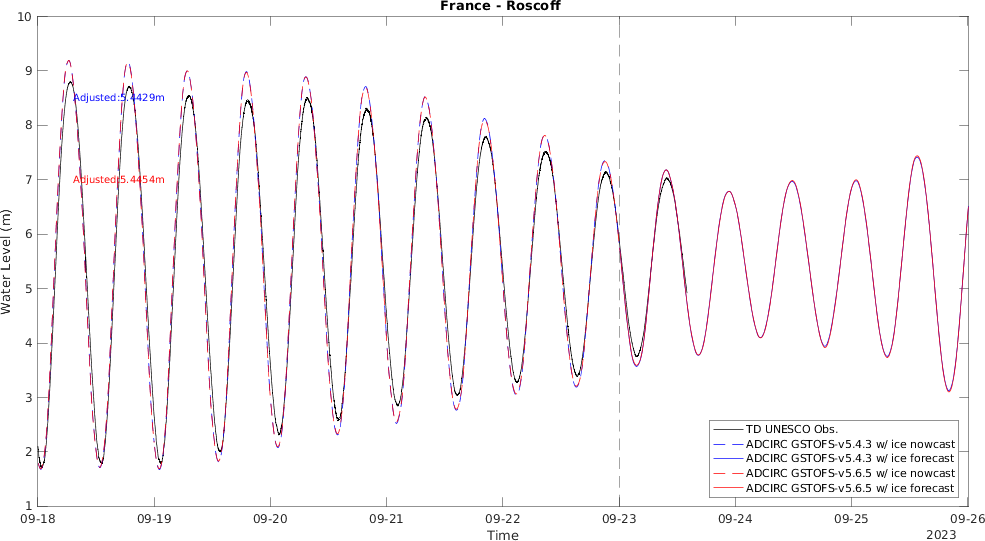 France - Roscoff
Water Level (m)
10
9
8
7
6
5
4
3
2
1
Adjusted:5.4429m
Adjusted:5.4454m
TD UNESCO Obs.
ADCIRC GSTOFS-v5.4.3 w/ ice nowcast
ADCIRC GSTOFS-v5.4.3 w/ ice forecast
ADCIRC GSTOFS-v5.6.5 w/ ice nowcast
ADCIRC GSTOFS-v5.6.5 w/ ice forecast
09-18 09-19 09-20 09-21 09-22 09-23 09-24 09-25 09-26
Time
2023